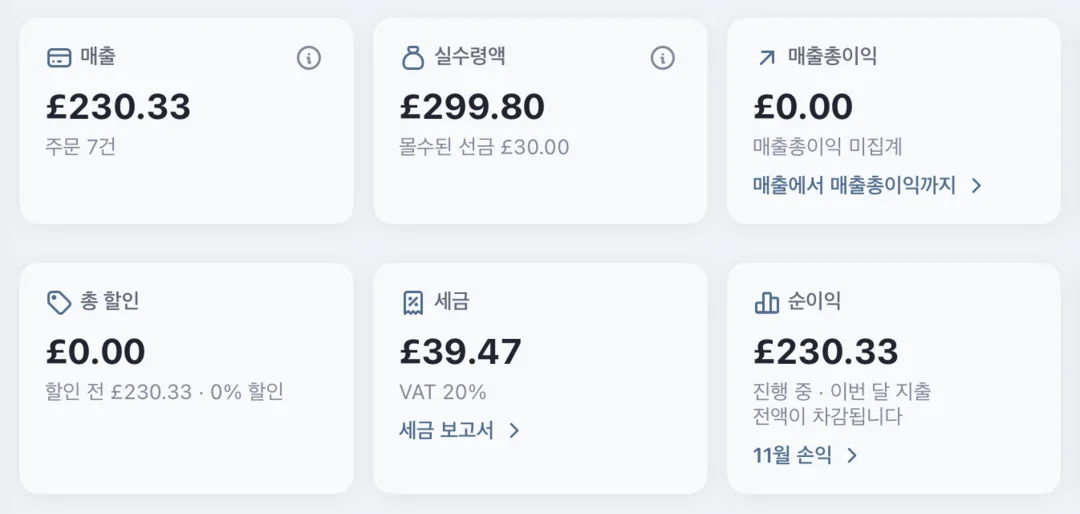 매출
£230.33
주문 7건
실수령액
£299.80
몰수된 선금 £30.00
매출총이익
£0.00
매출총이익 미집계
매출에서 매출총이익까지
총 할인
£0.00
할인 전 £230.33 · 0% 할인
세금
£39.47
VAT 20%
세금 보고서
순이익
£230.33
진행 중 · 이번 달 지출
전액이 차감됩니다
11월 손익